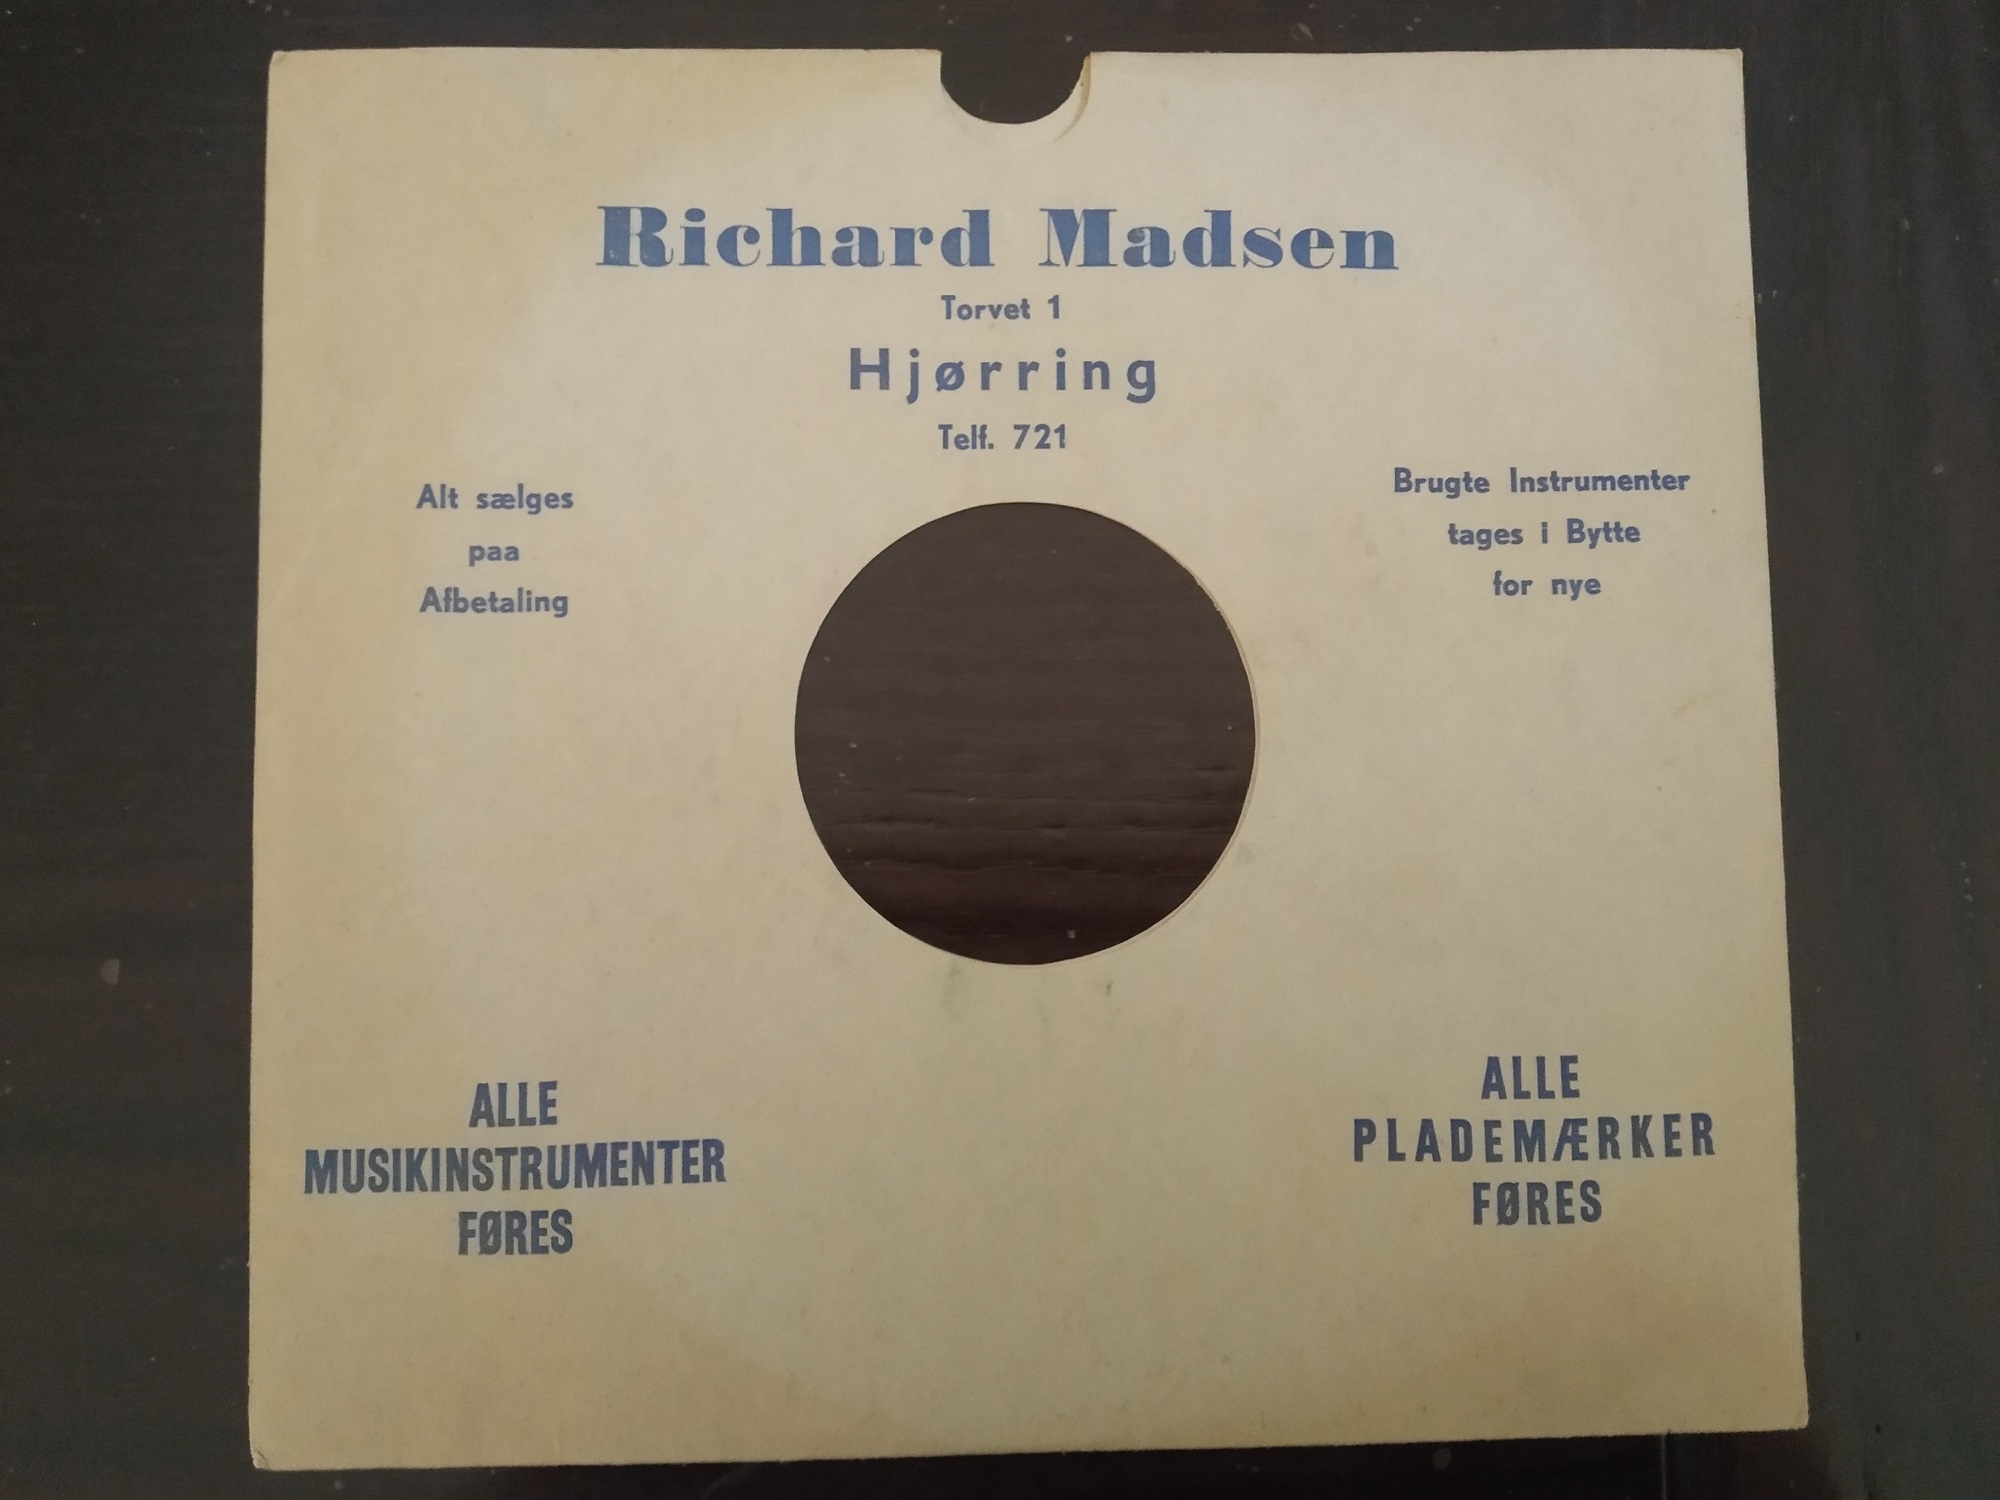 Richard Madsen
Torvet 1
Hjørring
Telf. 721
Alt sælges
paa
Afbetaling
Brugte Instrumenter
tages i Bytte
for nye
ALLE
MUSIKINSTRUMENTER
FØRES
ALLE
PLADEMÆRKER
FØRES